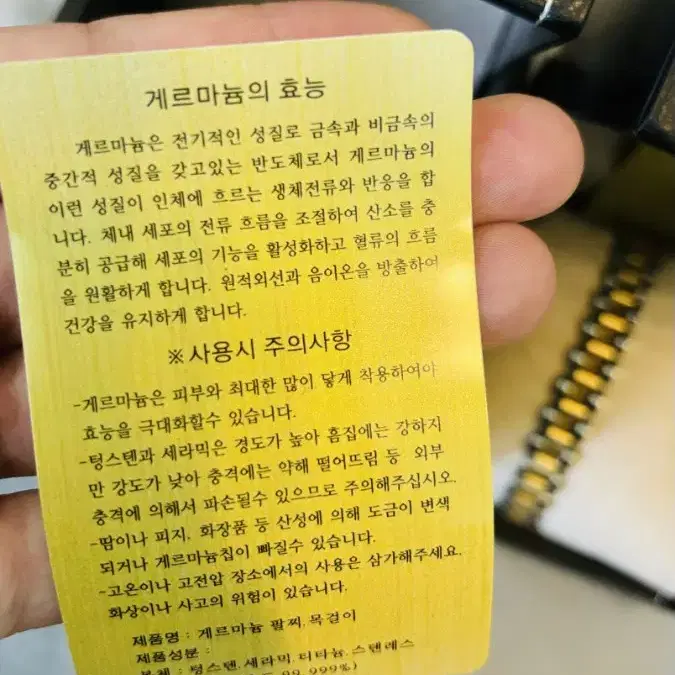 게르마늄의 효능
게르마늄은 전기적인 성질로 금속과 비금속의
중간적 성질을 갖고있는 반도체로서 게르마늄의
이런 성질이 인체에 흐르는 생체전류와 반응을 합
니다. 체내 세포의 전류 흐름을 조절하여 산소를 충
분히 공급해 세포의 기능을 활성화하고 혈류의 흐름
을 원활하게 합니다. 원적외선과 음이온을 방출하여
건강을 유지하게 합니다.
※사용시 주의사항
-게르마늄은 피부와 최대한 많이 닿게 착용하여야
효능을 극대화할수 있습니다.
-텅스텐과 세라믹은 경도가 높아 흠집에는 강하지
만 강도가 낮아 충격에는 약해 떨어뜨림 등 외부
충격에 의해서 파손될수 있으므로 주의해주십시오.
-땀이나 피지, 화장품 등 산성에 의해 도금이 변색
되거나 게르마늄칩이 빠질수 있습니다.
-고온이나 고전압 장소에서의 사용은 삼가해주세요.
화상이나 사고의 위험이 있습니다.
제품명 : 게르마늄 팔찌, 목걸이
제품성분 :
본체 : 텅스텐, 세라믹, 티타늄, 스텐레스
99.999%)